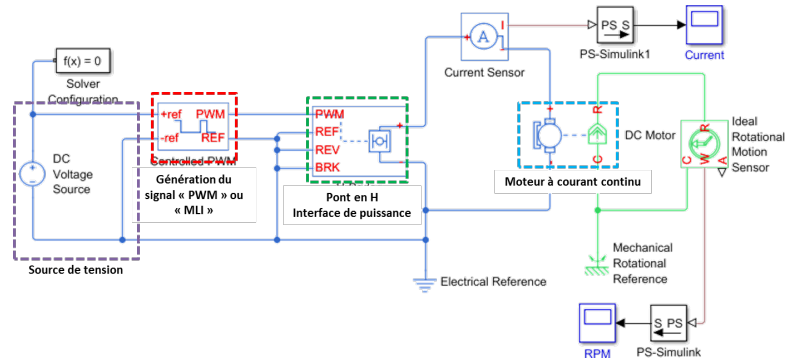 f(x) = 0
Solver
Configuration
DC
Voltage
Source
Source de tension
+ref
-ref
PWM
REF
Controlled PWM
Génération du
signal « PWM » ou
« MLI »
PWM
REF
REV
BRK
+
-
Pont en H
Interface de puissance
+
A
I
-
Current Sensor
PS S
PS-Simulink1
Current
+
-
R
C
DC Motor
Moteur à courant continu
R
C
W
A
Ideal
Rotational
Motion
Sensor
Mechanical
Rotational
Reference
Electrical Reference
RPM
S PS
PS-Simulink